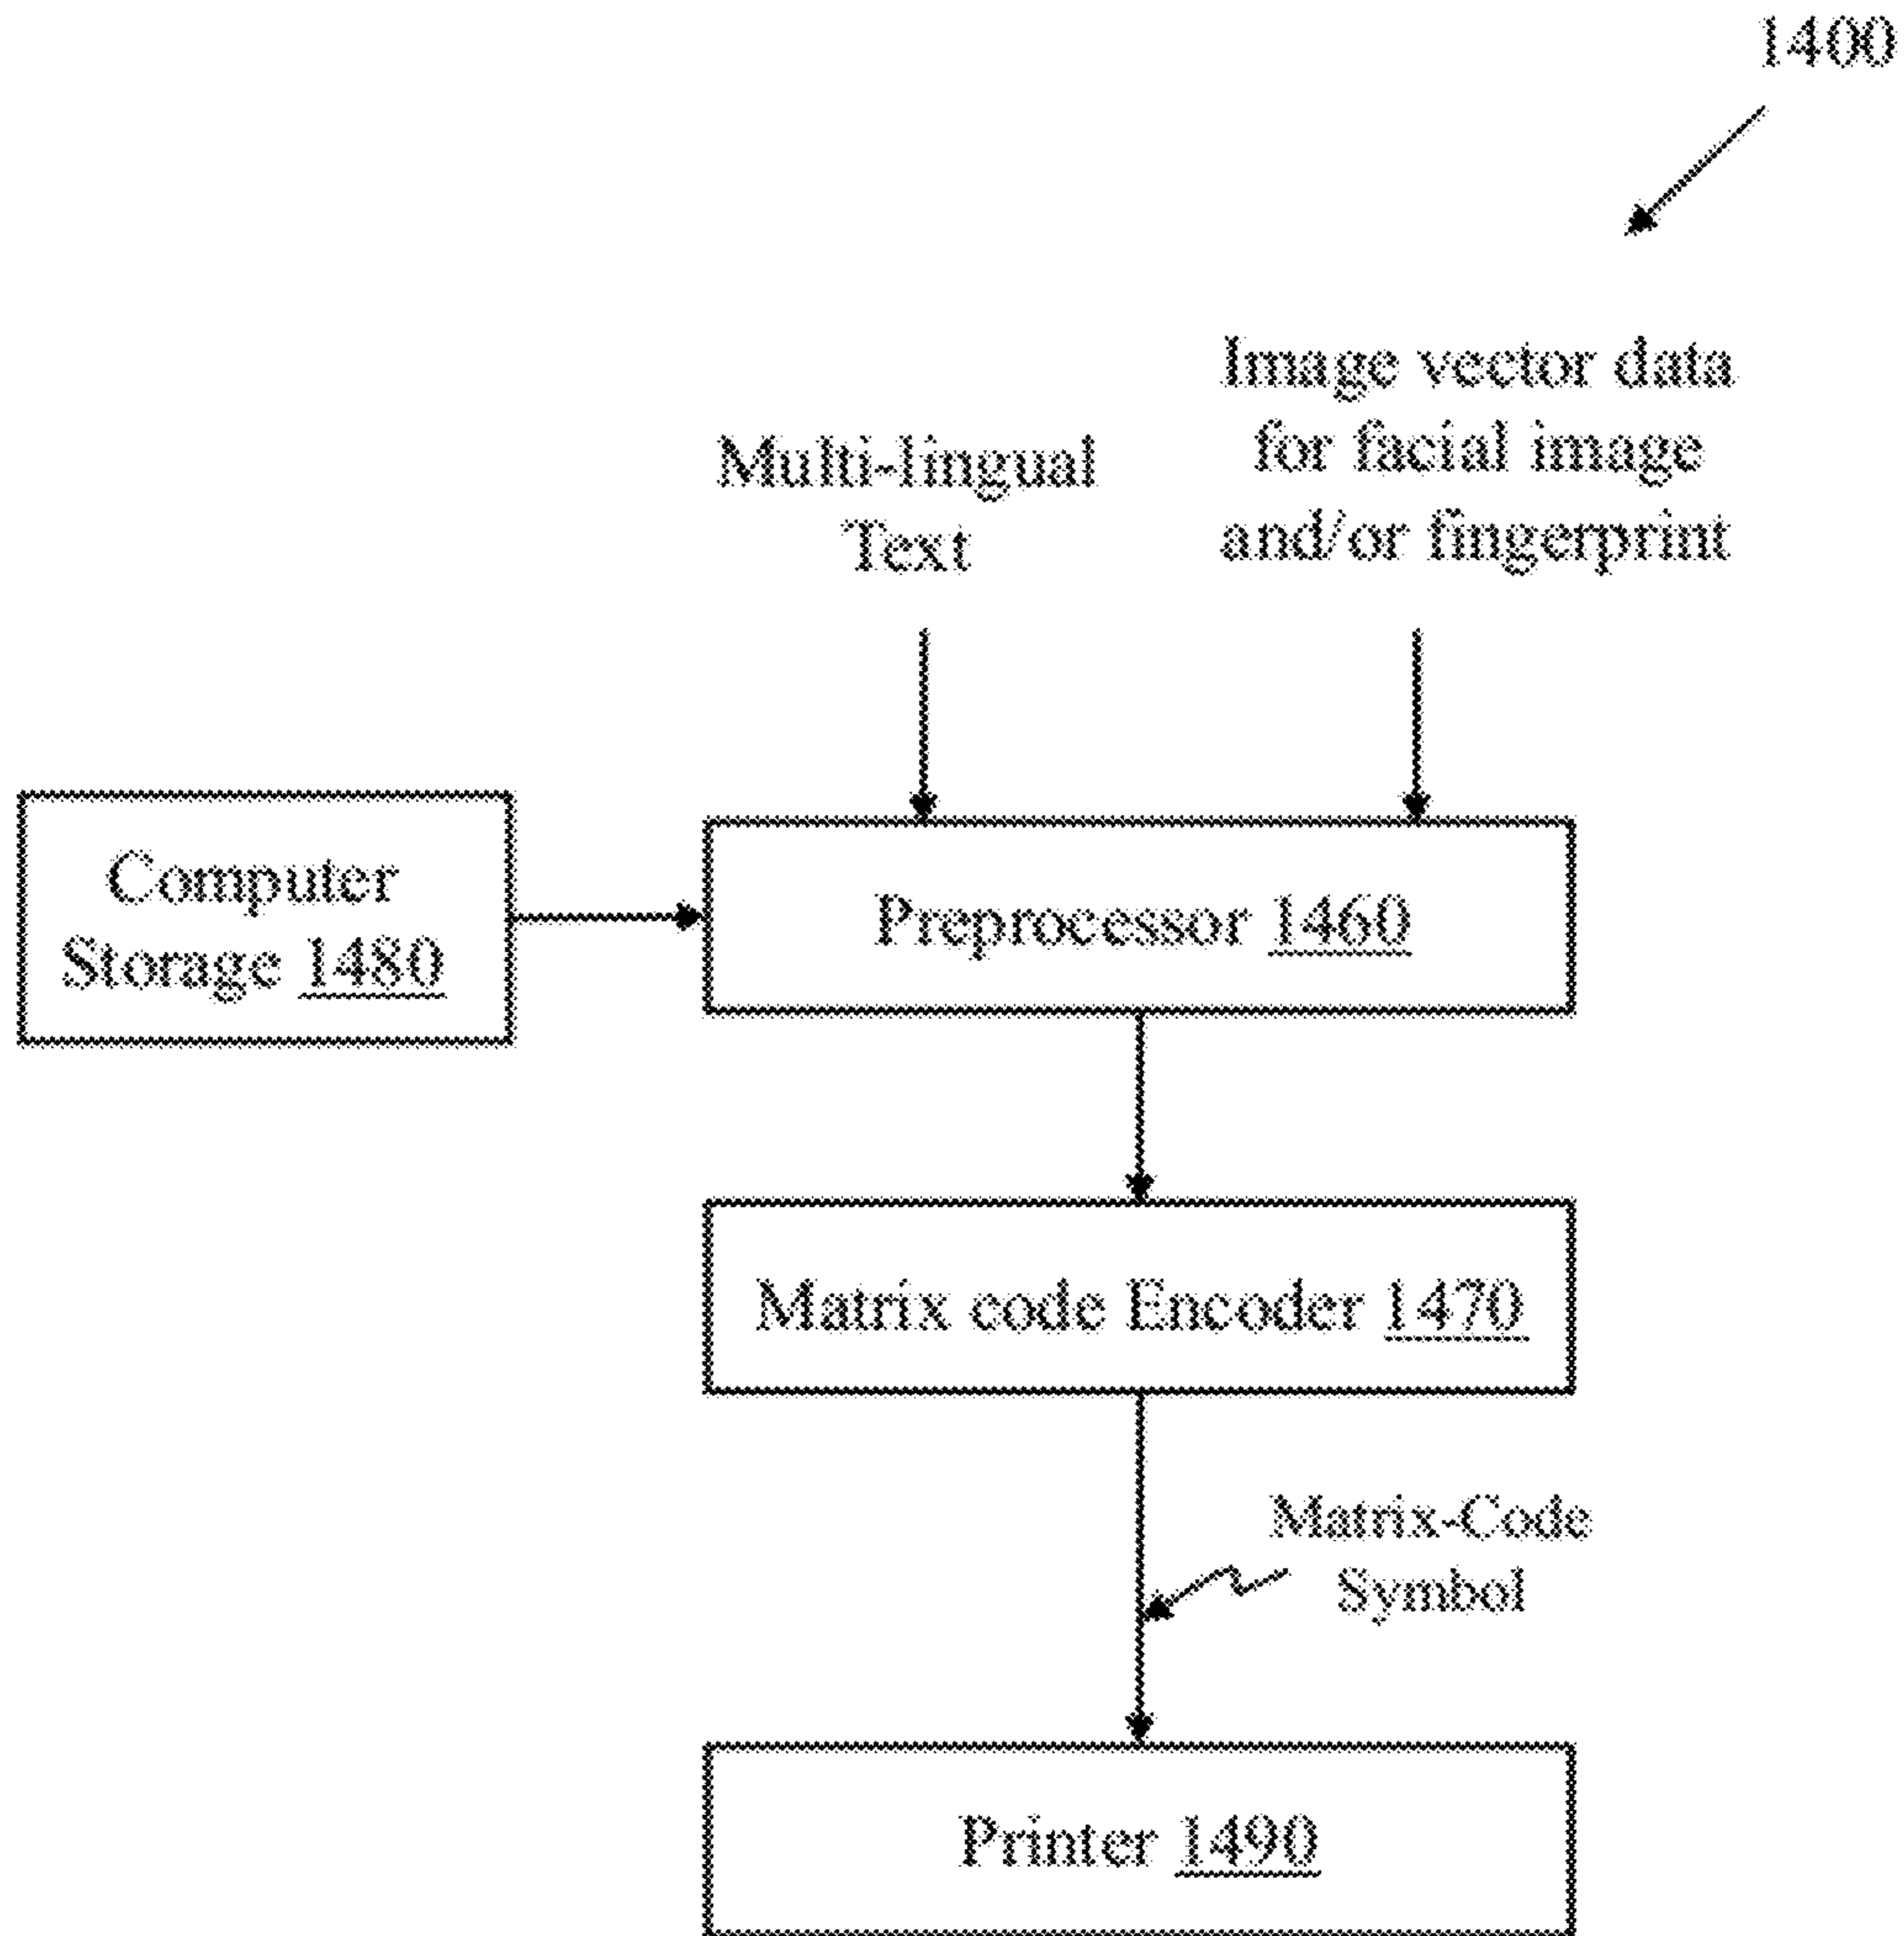 1400
Multi-lingual
Text
Image vector data
for facial image
and/or fingerprint
Computer
Storage 1480
Preprocessor 1460
Matrix code Encoder 1470
Matrix-Code
Symbol
Printer 1490